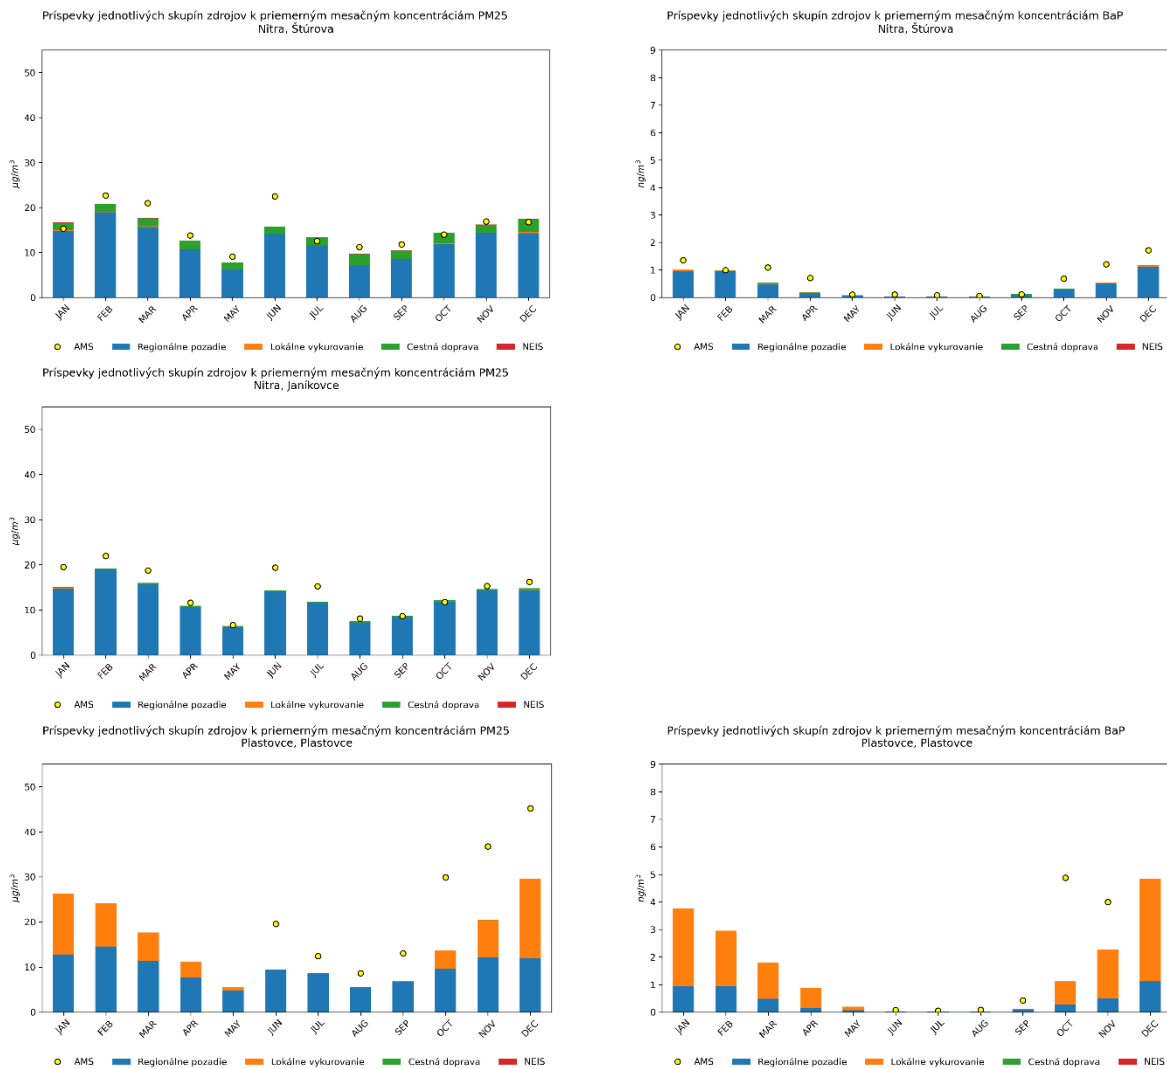 Príspevky jednotlivých skupín zdrojov k priemerným mesačným koncentráciám PM25
Nitra, Štúrova
50
40
30
20
10
0
µg/m³
JAN FEB MAR APR MAY JUN JUL AUG SEP OCT NOV DEC
AMS Regionálne pozadie Lokálne vykurovanie Cestná doprava NEIS
Príspevky jednotlivých skupín zdrojov k priemerným mesačným koncentráciám BaP
Nitra, Štúrova
9
8
7
6
5
4
3
2
1
0
ng/m³
JAN FEB MAR APR MAY JUN JUL AUG SEP OCT NOV DEC
AMS Regionálne pozadie Lokálne vykurovanie Cestná doprava NEIS
Príspevky jednotlivých skupín zdrojov k priemerným mesačným koncentráciám PM25
Nitra, Janíkovce
50
40
30
20
10
0
µg/m³
JAN FEB MAR APR MAY JUN JUL AUG SEP OCT NOV DEC
AMS Regionálne pozadie Lokálne vykurovanie Cestná doprava NEIS
Príspevky jednotlivých skupín zdrojov k priemerným mesačným koncentráciám PM25
Plastovce, Plastovce
50
40
30
20
10
0
µg/m³
JAN FEB MAR APR MAY JUN JUL AUG SEP OCT NOV DEC
AMS Regionálne pozadie Lokálne vykurovanie Cestná doprava NEIS
Príspevky jednotlivých skupín zdrojov k priemerným mesačným koncentráciám BaP
Plastovce, Plastovce
9
8
7
6
5
4
3
2
1
0
ng/m³
JAN FEB MAR APR MAY JUN JUL AUG SEP OCT NOV DEC
AMS Regionálne pozadie Lokálne vykurovanie Cestná doprava NEIS